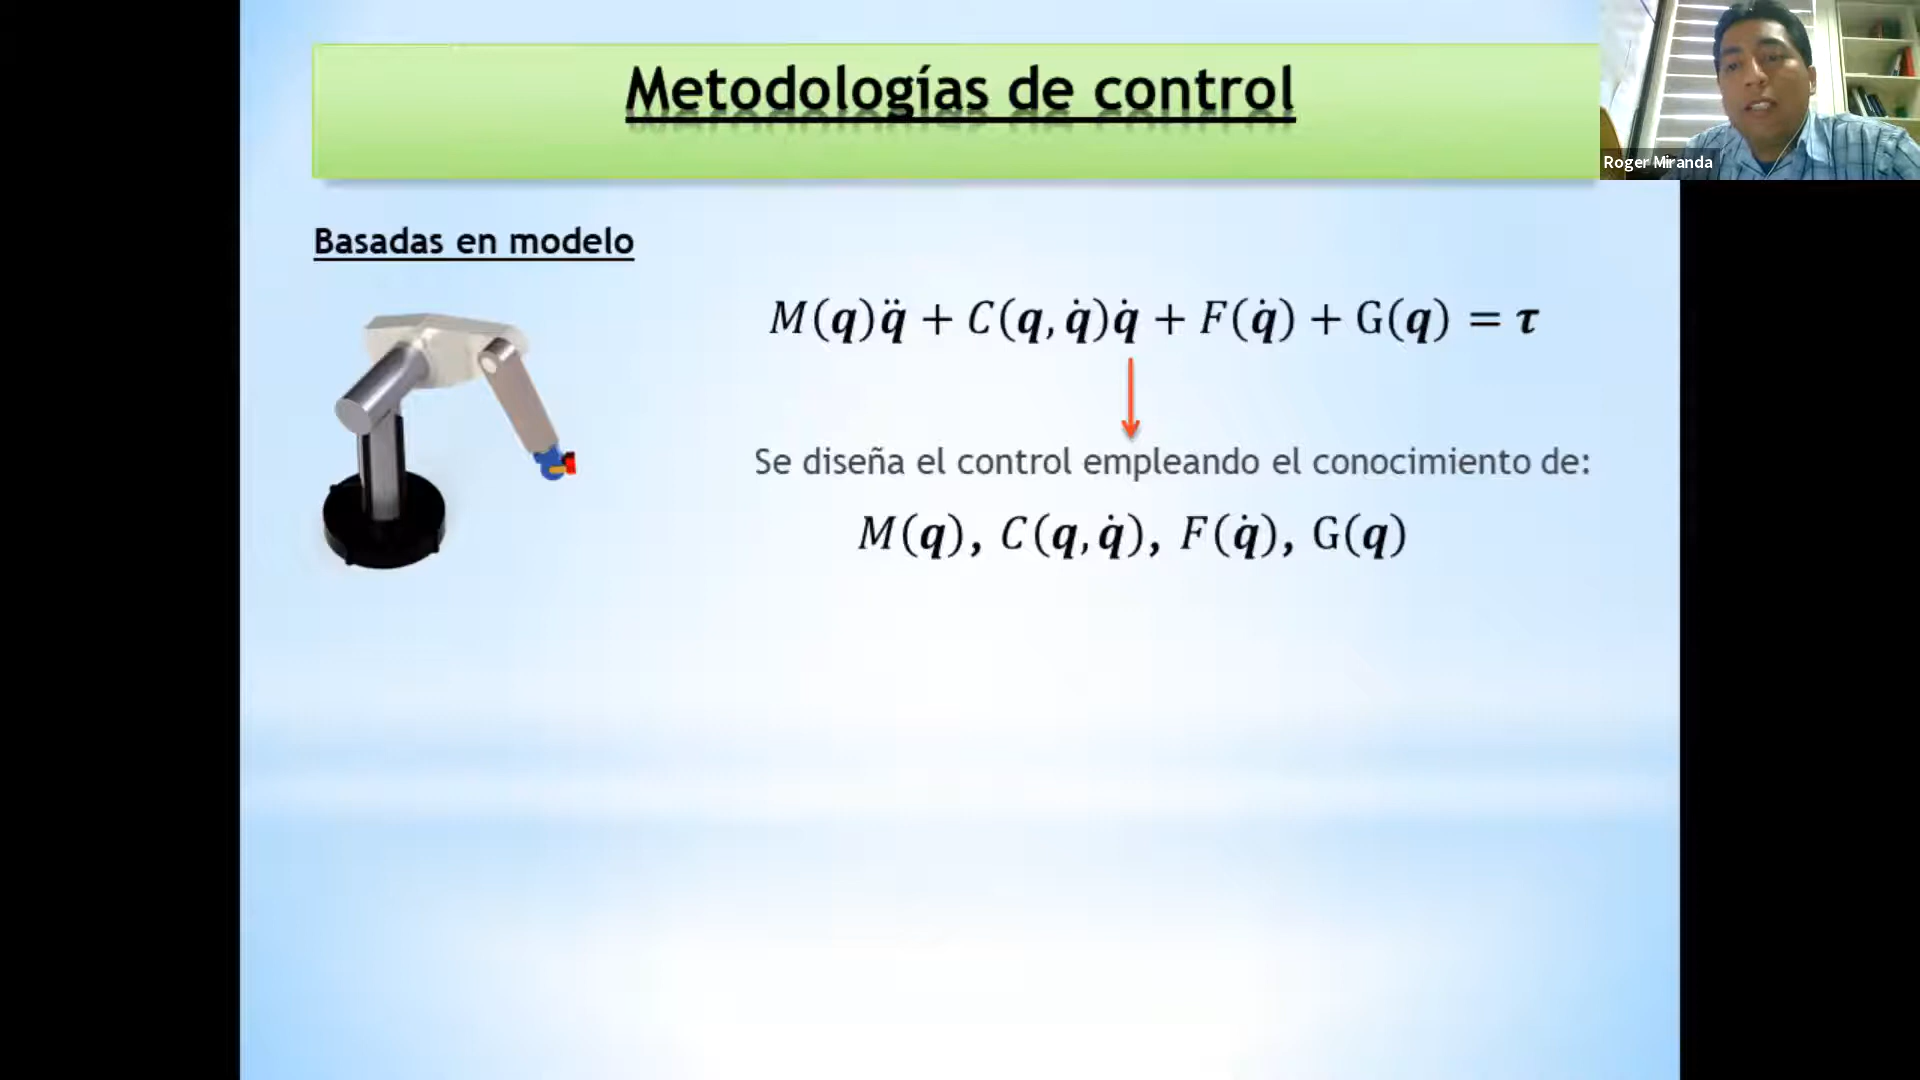 Metodologías de control
Roger Miranda
Basadas en modelo
M(q)q̈ + C(q, q̇)q̇ + F(q̇) + G(q) = τ
Se diseña el control empleando el conocimiento de:
M(q), C(q, q̇), F(q̇), G(q)